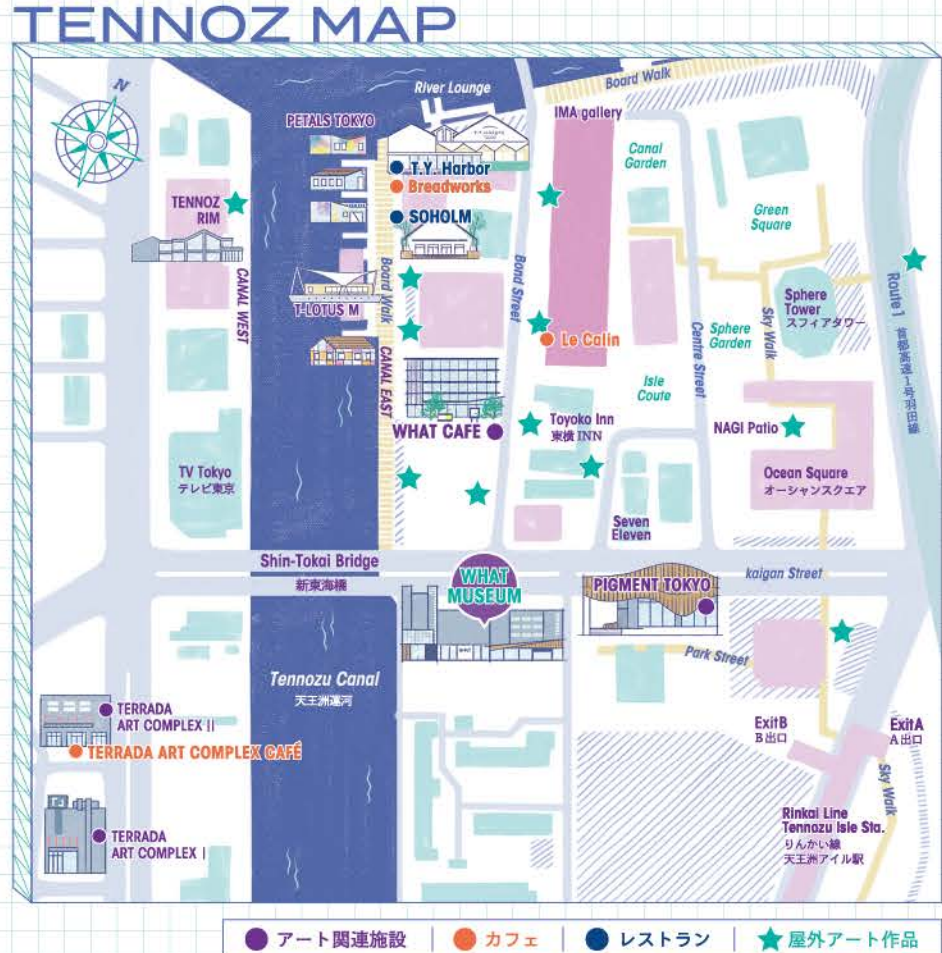 TENNOZ MAP
N
River Lounge
Board Walk
PETALS TOKYO
IMA gallery
T.Y. Harbor
Breadworks
Canal
Garden
TENNOZ
RIM
SOHOLM
Green
Square
CANAL WEST
Board Walk
Bond Street
T-LOTUS M
CANAL EAST
Le Calin
Centre Street
Sphere
Garden
Sky Walk
Sphere
Tower
スフィアタワー
Route 1 首都高速1号羽田線
Isle
Coute
WHAT CAFE
Toyoko Inn
東横 INN
NAGI Patio
TV Tokyo
テレビ東京
Ocean Square
オーシャンスクエア
Seven
Eleven
Shin-Tokai Bridge
新東海橋
WHAT
MUSEUM
PIGMENT TOKYO
kaigan Street
Park Street
Tennozu Canal
天王洲運河
TERRADA
ART COMPLEX II
TERRADA ART COMPLEX CAFÉ
ExitB
B出口
ExitA
A出口
Sky Walk
TERRADA
ART COMPLEX I
Rinkai Line
Tennozu Isle Sta.
りんかい線
天王洲アイル駅
アート関連施設
カフェ
レストラン
屋外アート作品